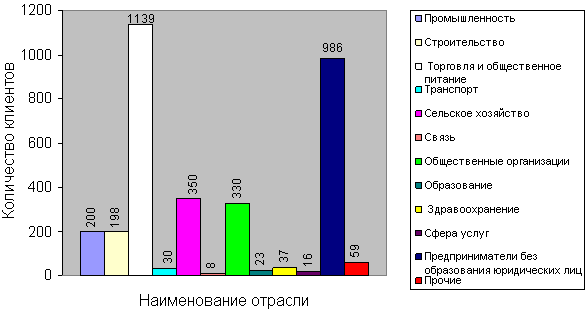 1200
1000
800
600
400
200
0
Количество клиентов
200
198
1139
30
350
8
330
23
37
16
986
59
Наименование отрасли
Промышленность
Строительство
Торговля и общественное
питание
Транспорт
Сельское хозяйство
Связь
Общественные организации
Образование
Здравоохранение
Сфера услуг
Предприниматели без
образования юридических лиц
Прочие